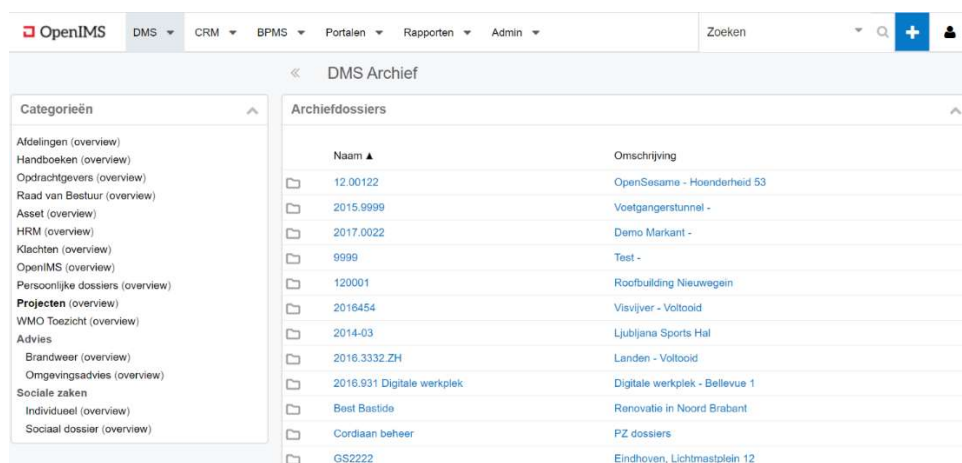 OpenIMS DMS CRM BPMS Portalen Rapporten Admin Zoeken
DMS Archief
Categorieën
Afdelingen (overview)
Handboeken (overview)
Opdrachtgevers (overview)
Raad van Bestuur (overview)
Asset (overview)
HRM (overview)
Klachten (overview)
OpenIMS (overview)
Persoonlijke dossiers (overview)
Projecten (overview)
WMO Toezicht (overview)
Advies
Brandweer (overview)
Omgevingsadvies (overview)
Sociale zaken
Individueel (overview)
Sociaal dossier (overview)
Archiefdossiers
Naam ▲ Omschrijving
12.00122 OpenSesame - Hoenderheid 53
2015.9999 Voetgangerstunnel -
2017.0022 Demo Markant -
9999 Test -
120001 Roofbuilding Nieuwegein
2016454 Visvijver - Voltooid
2014-03 Ljubljana Sports Hal
2016.3332.ZH Landen - Voltooid
2016.931 Digitale werkplek Digitale werkplek - Bellevue 1
Best Bastide Renovatie in Noord Brabant
Cordiaan beheer PZ dossiers
GS2222 Eindhoven, Lichtmastplein 12